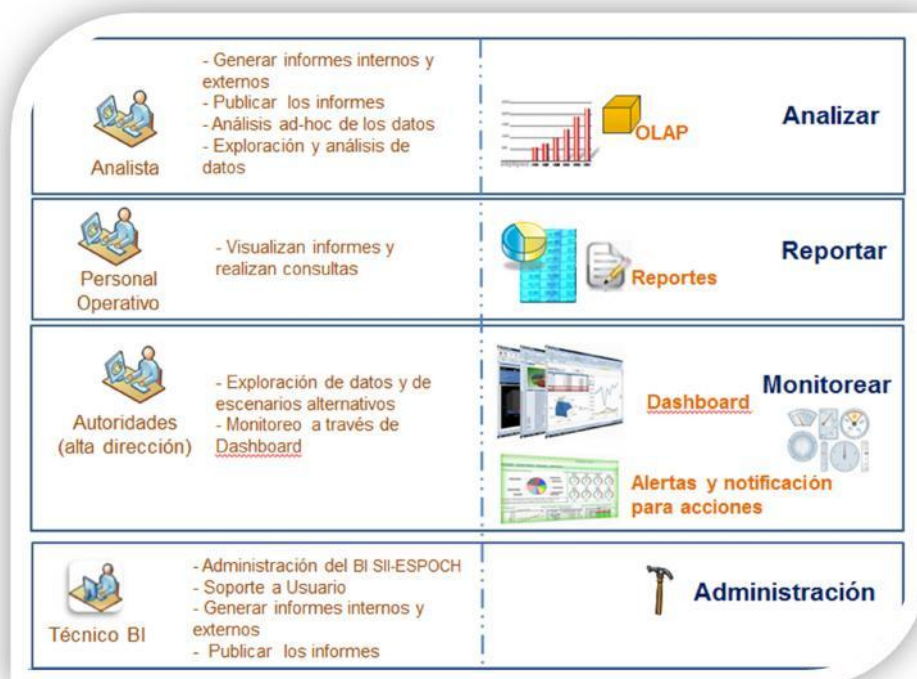 - Generar informes internos y
externos
- Publicar los informes
- Análisis ad-hoc de los datos
- Exploración y análisis de
datos
Analista
OLAP
Analizar
- Visualizan informes y
realizan consultas
Personal
Operativo
Reportes
Reportar
- Exploración de datos y de
escenarios alternativos
- Monitoreo a través de
Dashboard
Autoridades
(alta dirección)
Dashboard
Monitorear
Alertas y notificación
para acciones
- Administración del BI SII-ESPOCH
- Soporte a Usuario
- Generar informes internos y
externos
- Publicar los informes
Técnico BI
Administración